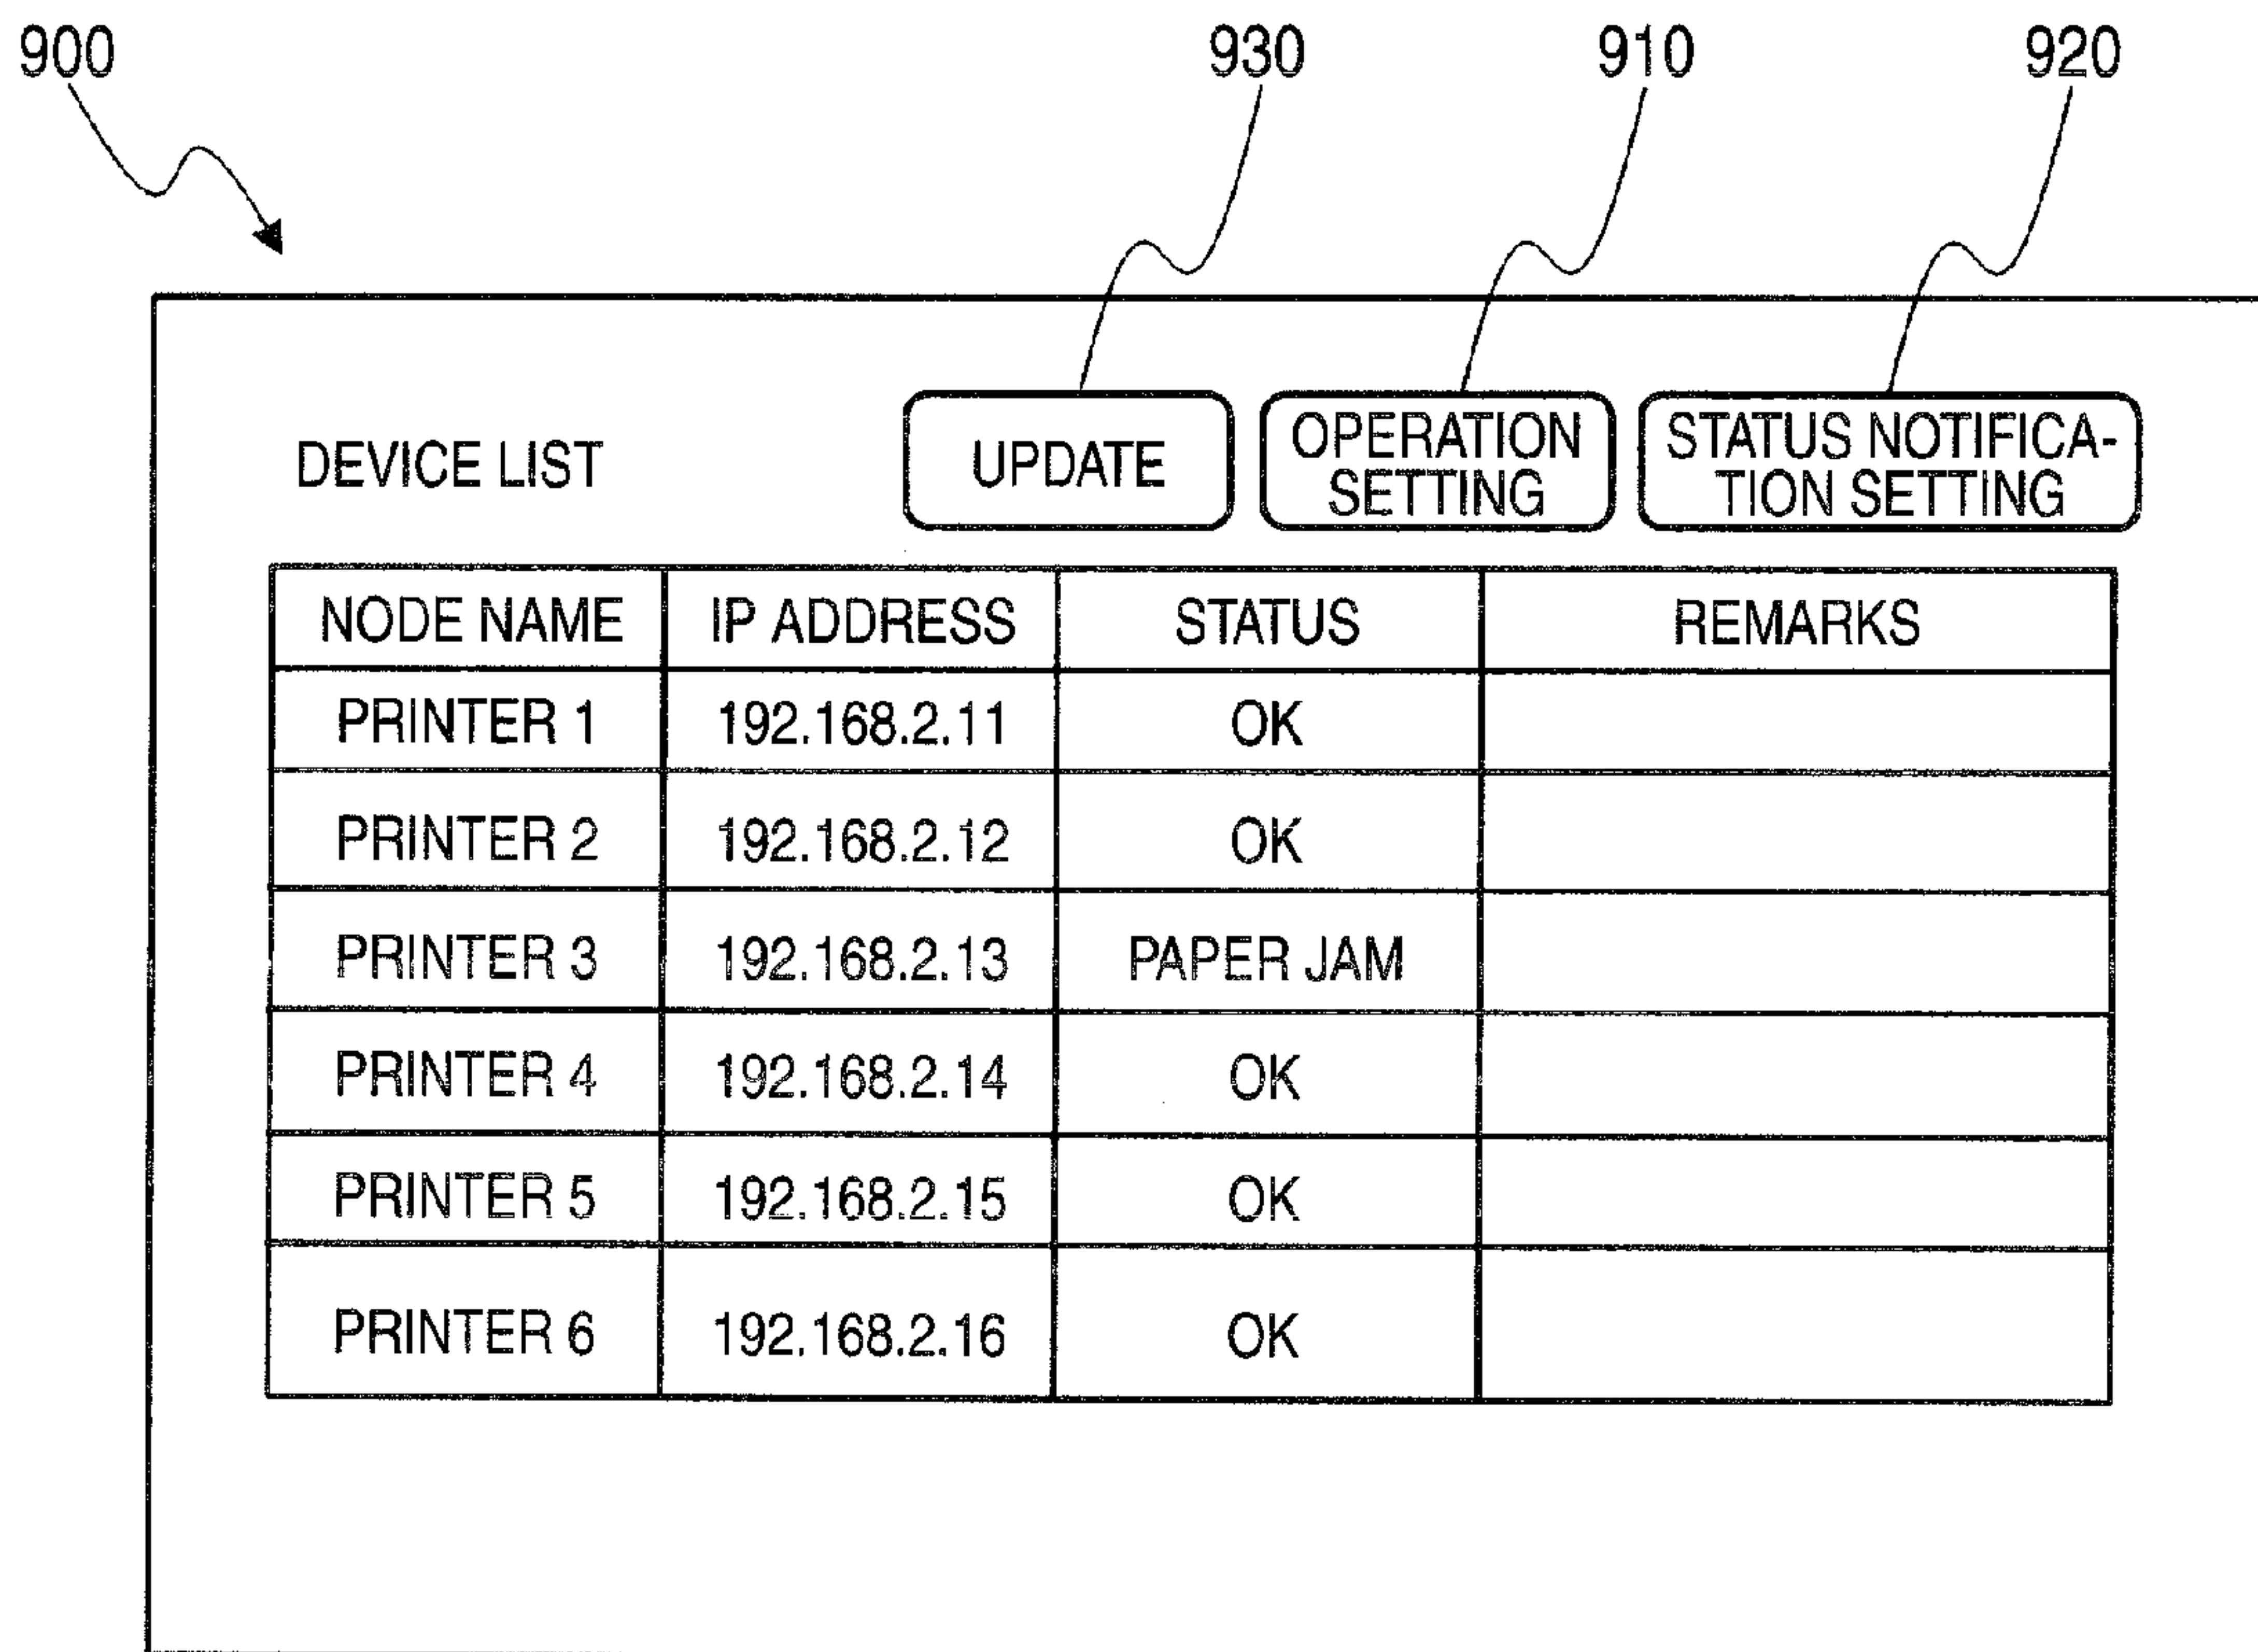 900 930 910 920
DEVICE LIST
UPDATE
OPERATION
SETTING
STATUS NOTIFICA-
TION SETTING
NODE NAME IP ADDRESS STATUS REMARKS
PRINTER 1 192.168.2.11 OK
PRINTER 2 192.168.2.12 OK
PRINTER 3 192.168.2.13 PAPER JAM
PRINTER 4 192.168.2.14 OK
PRINTER 5 192.168.2.15 OK
PRINTER 6 192.168.2.16 OK